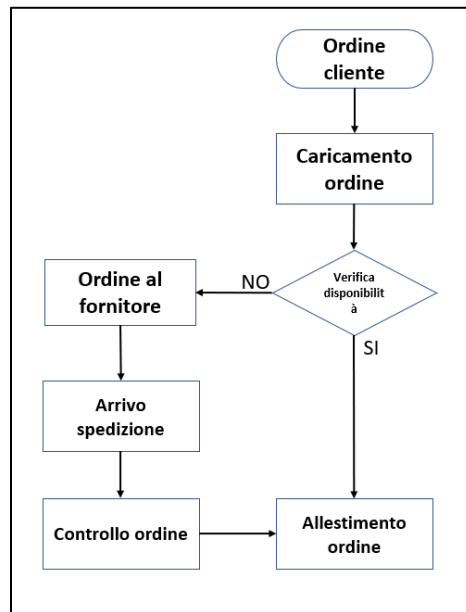 Ordine
cliente
Caricamento
ordine
Verifica
disponibilit
à
NO
SI
Ordine al
fornitore
Arrivo
spedizione
Controllo ordine
Allestimento
ordine